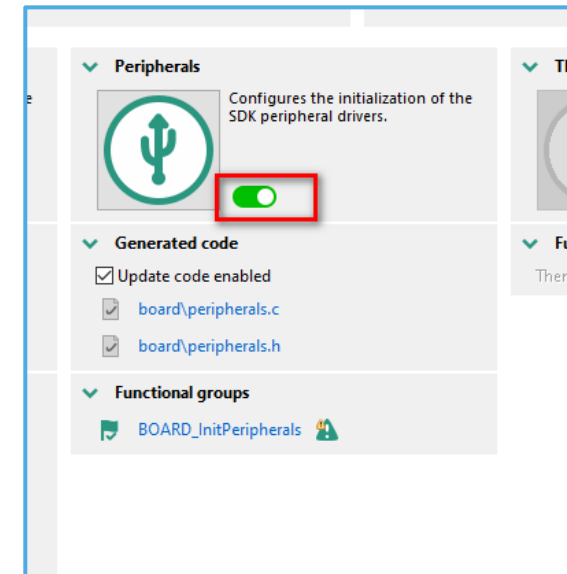 Peripherals
Configures the initialization of the
SDK peripheral drivers.
Generated code
Update code enabled
board\peripherals.c
board\peripherals.h
Functional groups
BOARD_InitPeripherals